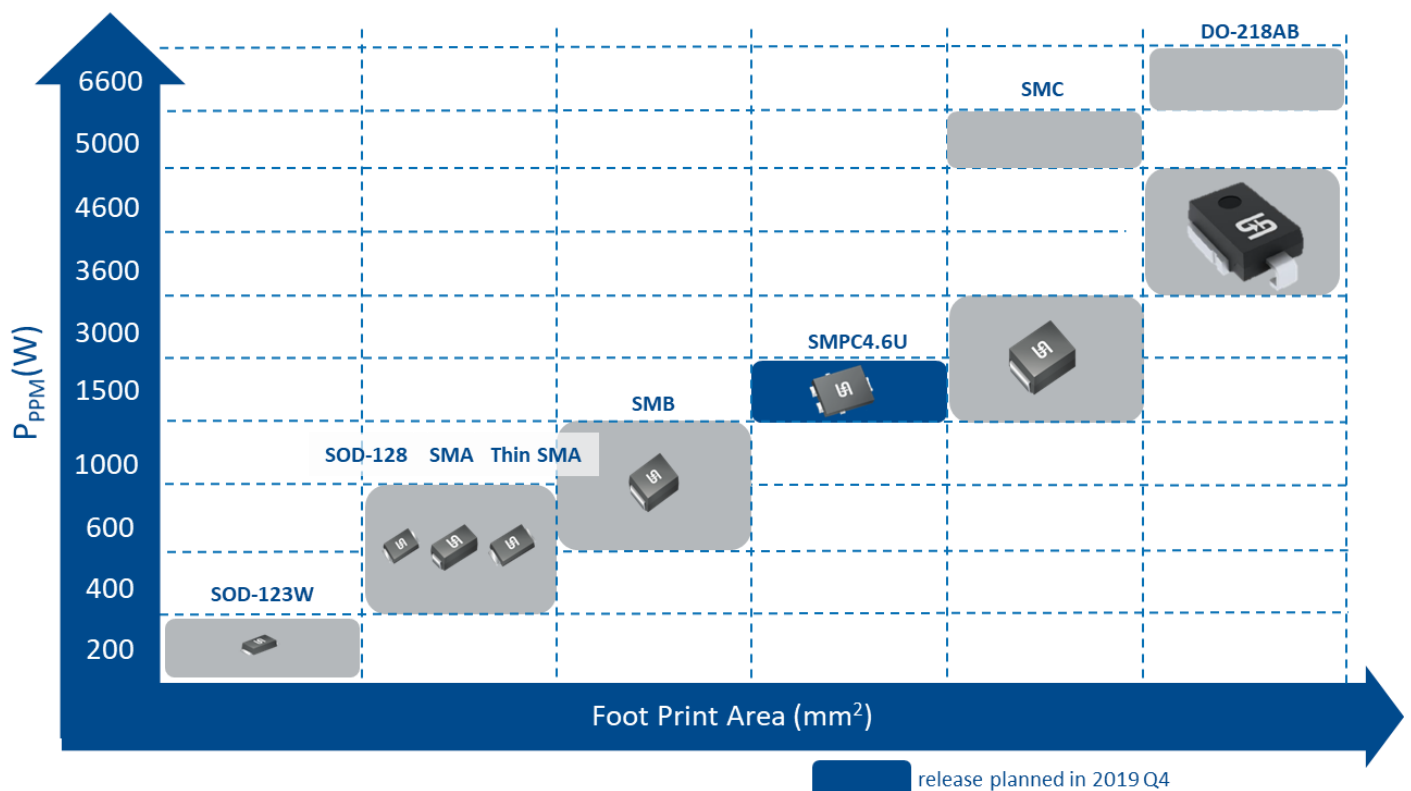 DO-218AB
6600
SMC
5000
4600
3600
3000
SMPC4.6U
1500
SMB
SOD-128 SMA Thin SMA
1000
600
400
SOD-123W
200
PPPM(W)
Foot Print Area (mm²)
release planned in 2019 Q4